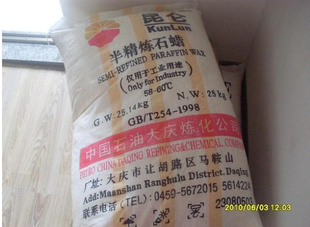 昆仑
KunLun
半精炼石蜡
SEMI-REFINED PARAFFIN WAX
(仅用于工业用途)
(Only for Industry)
58-60℃
G.W: 25.14kg N.W: 25kg
GB/T254-1998
中国石油大庆炼化公司
PETRO CHINA DAQING REFINING&CHEMICAL COMPANY
厂址: 大庆市让胡路区马鞍山
Add: Maanshan Ranghulu District, Daqing
联系电话 (TEL): 0459-5672015 5614224
23080502
2010/06/03 12:03